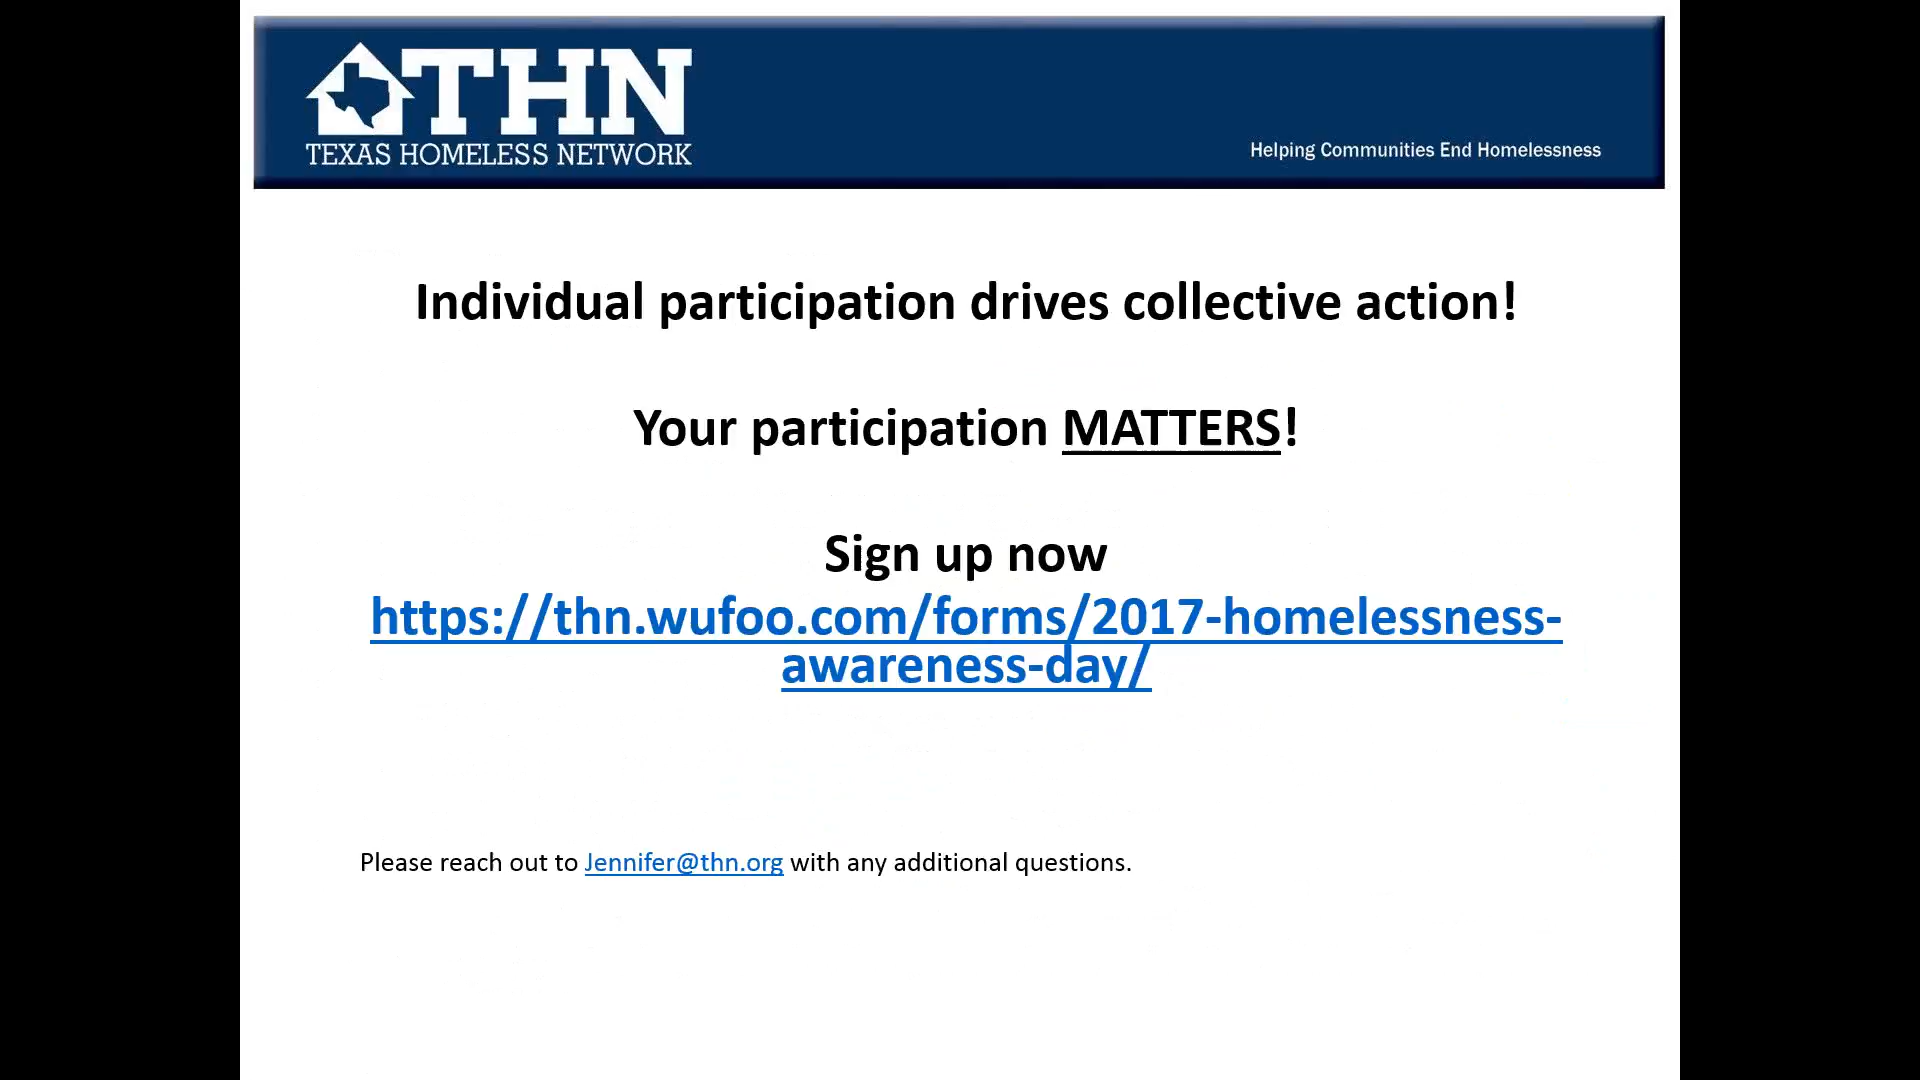 THN
TEXAS HOMELESS NETWORK
Helping Communities End Homelessness
Individual participation drives collective action!
Your participation MATTERS!
Sign up now
https://thn.wufoo.com/forms/2017-homelessness-
awareness-day/
Please reach out to Jennifer@thn.org with any additional questions.